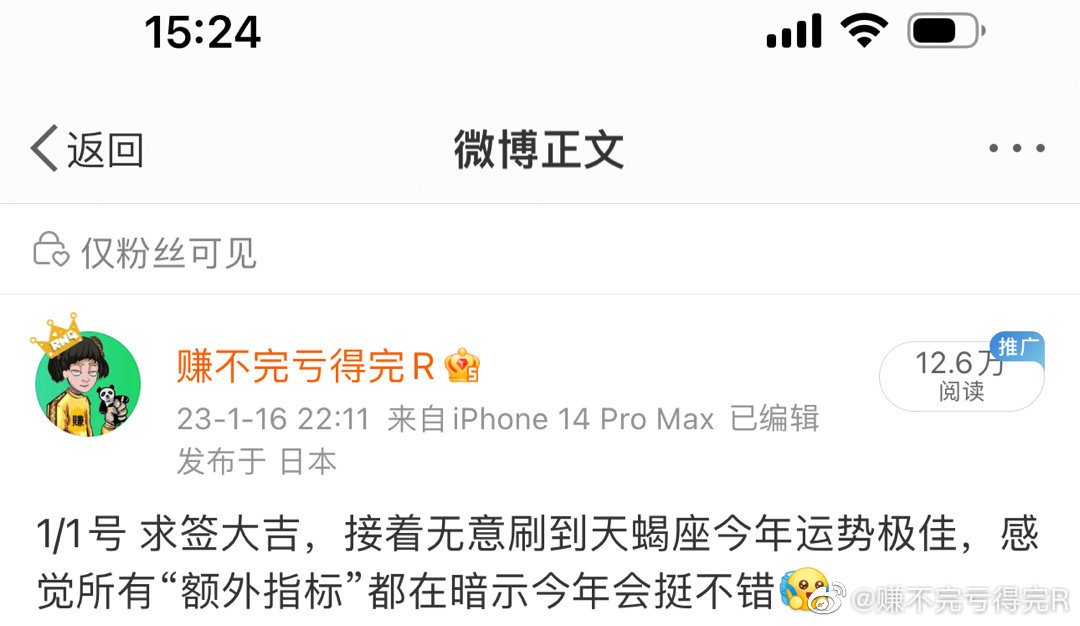 15:24
返回
微博正文
仅粉丝可见
赚不完亏得完R
12.6万
推广
阅读
23-1-16 22:11 来自iPhone 14 Pro Max 已编辑
发布于 日本
1/1号 求签大吉，接着无意刷到天蝎座今年运势极佳，感
觉所有“额外指标”都在暗示今年会挺不错
@赚不完亏得完R